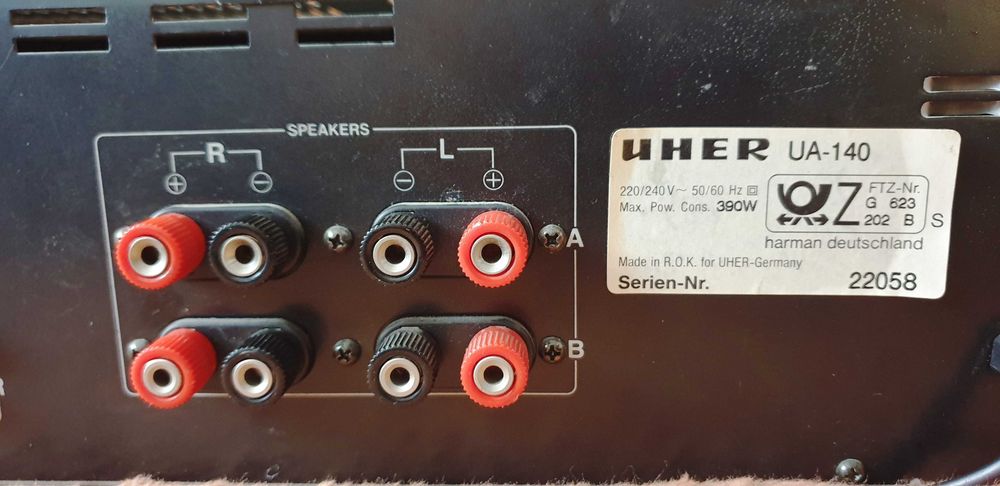 SPEAKERS
R
L
+ −
− +
A
B
UHER UA-140
220/240V~ 50/60 Hz
Max. Pow. Cons. 390W
Z
FTZ-Nr.
G 623
202 B
S
harman deutschland
Made in R.O.K. for UHER-Germany
Serien-Nr. 22058
R